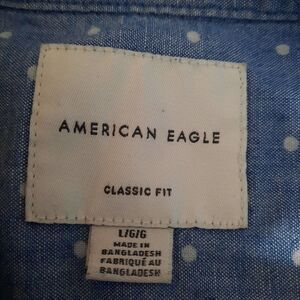 AMERICAN EAGLE
CLASSIC FIT
L/G/G
MADE IN
BANGLADESH
FABRIQUÉ AU
BANGLADESH